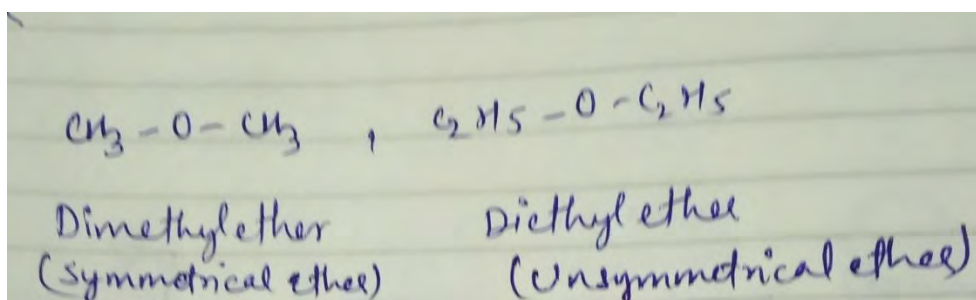 CH3 - O - CH3 , C2H5 - O - C2H5
Dimethylether Diethyl ether
(Symmetrical ether) (Unsymmetrical ether)